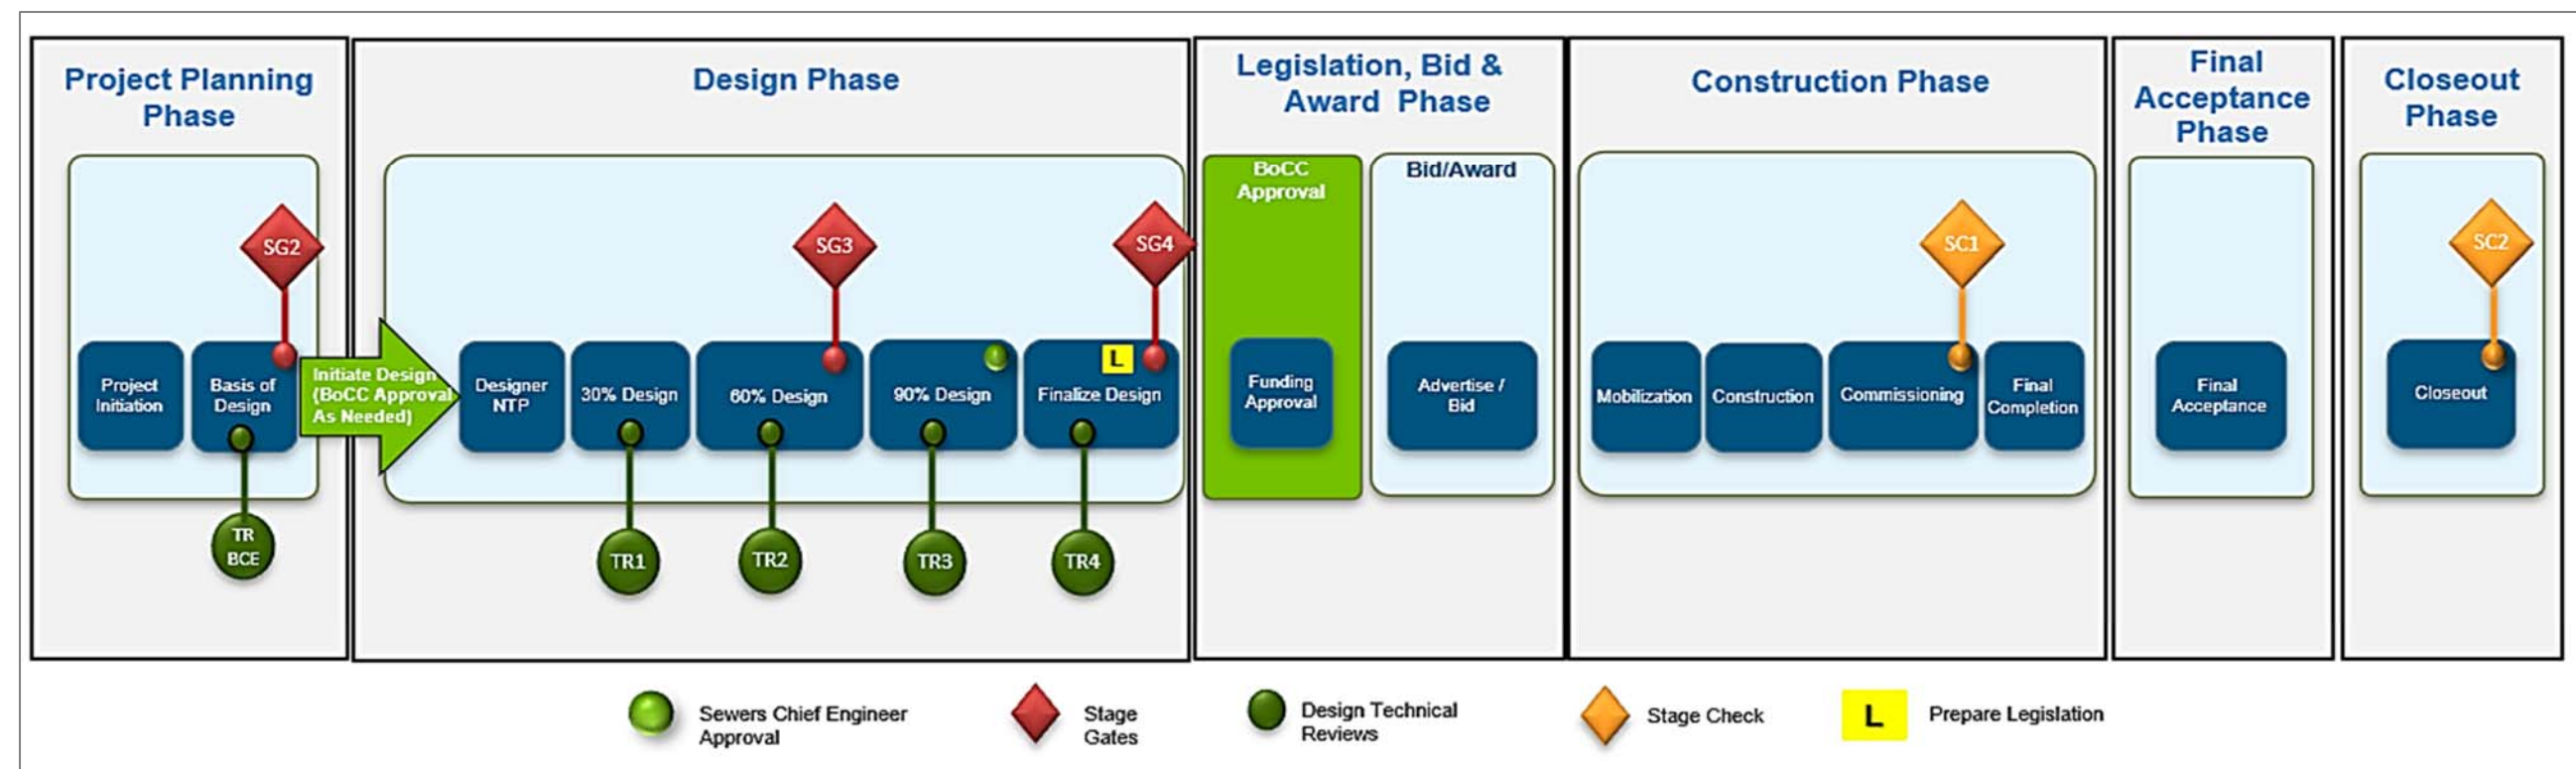 Project Planning
Phase
Design Phase
Legislation, Bid &
Award Phase
Construction Phase
Final
Acceptance
Phase
Closeout
Phase
SG2
Project
Initiation
Basis of
Design
TR
BCE
Initiate Design
(BoCC Approval
As Needed)
SG3
SG4
Designer
NTP
30% Design
60% Design
90% Design
L
Finalize Design
TR1
TR2
TR3
TR4
BoCC
Approval
Funding
Approval
Bid/Award
Advertise /
Bid
SC1
Mobilization
Construction
Commissioning
Final
Completion
Final
Acceptance
SC2
Closeout
Sewers Chief Engineer
Approval
Stage
Gates
Design Technical
Reviews
Stage Check
L
Prepare Legislation